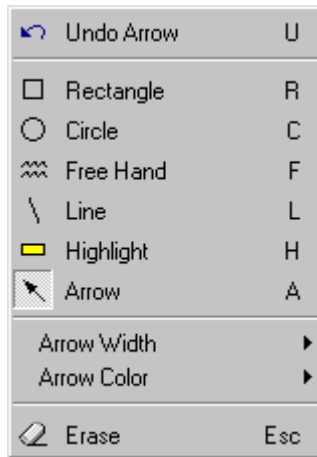 Undo Arrow U
Rectangle R
Circle C
Free Hand F
Line L
Highlight H
Arrow A
Arrow Width
Arrow Color
Erase Esc